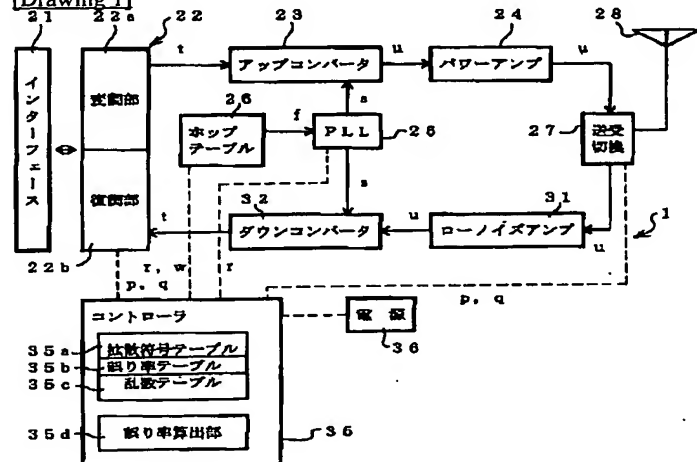 [Drawing 1]
21
22a
22
23
24
28
インターフェース
変調部
復調部
22b
t
アップコンバータ
u
パワーアンプ
u
s
26
ホップ
テーブル
f
PLL
25
27
送受
切換
s
t
32
ダウンコンバータ
u
31
ローノイズアンプ
u
1
r, w
r
p, q
p, q
コントローラ
35a
拡散符号テーブル
35b
誤り率テーブル
35c
乱数テーブル
35d
誤り率算出部
35
電源
36